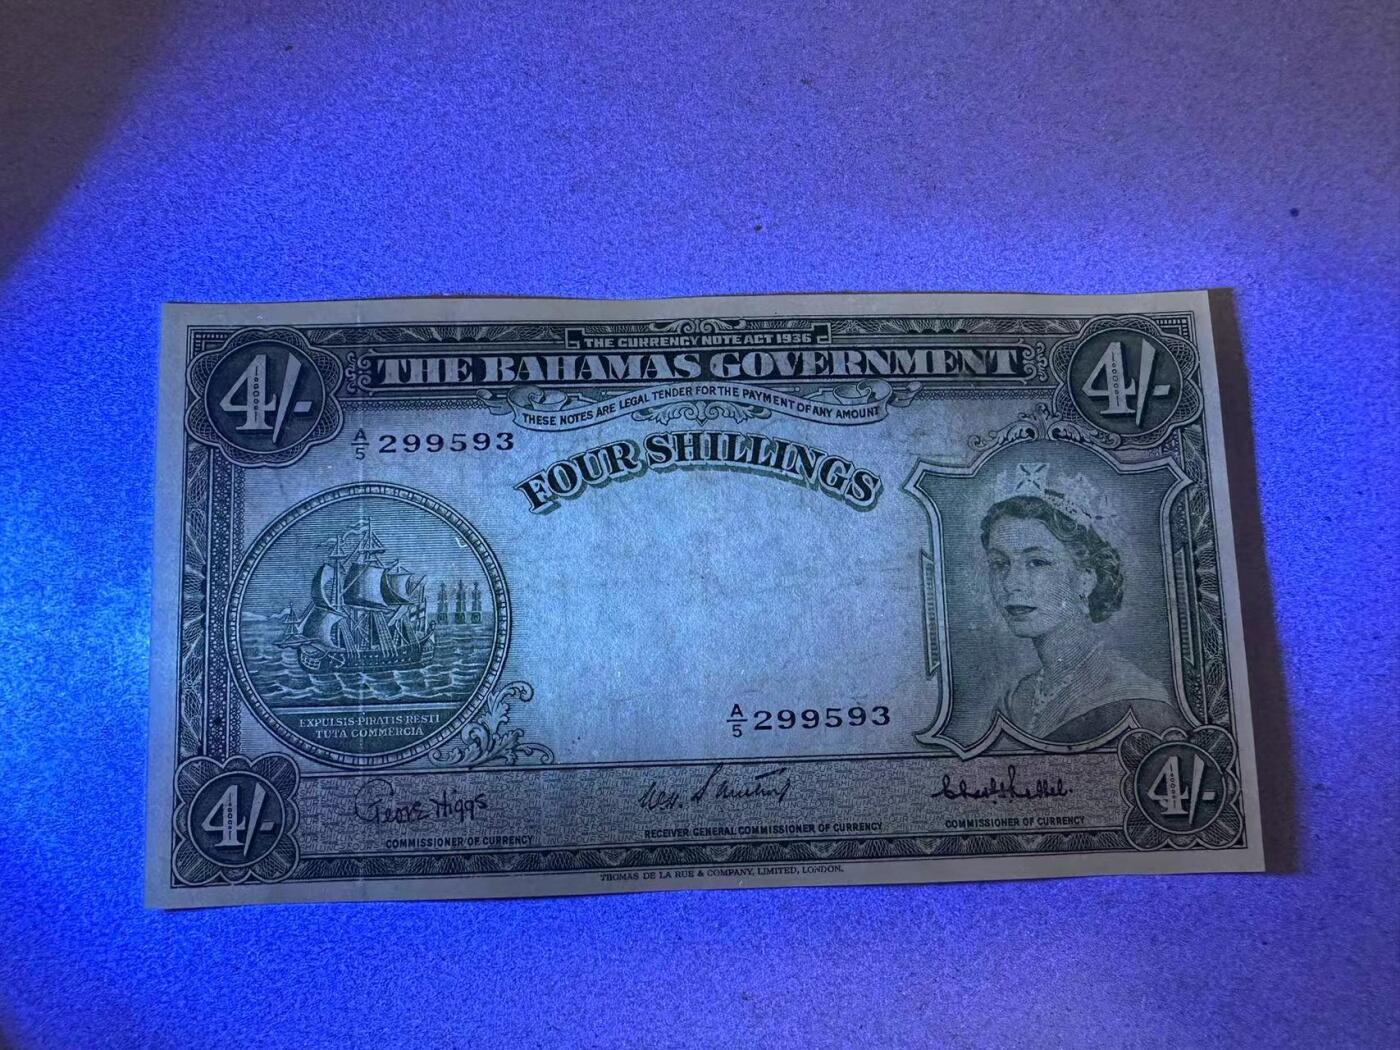 THE CURRENCY NOTE ACT 1936
4/- THE BAHAMAS GOVERNMENT 4/-
THESE NOTES ARE LEGAL TENDER FOR THE PAYMENT OF ANY AMOUNT
A/5 299593
FOUR SHILLINGS
EXPULSIS PIRATIS RESTI
TUTA COMMERCIA
A/5 299593
4/- 4/-
George Higgs
COMMISSIONER OF CURRENCY
RECEIVER GENERAL COMMISSIONER OF CURRENCY
COMMISSIONER OF CURRENCY
THOMAS DE LA RUE & COMPANY, LIMITED, LONDON.